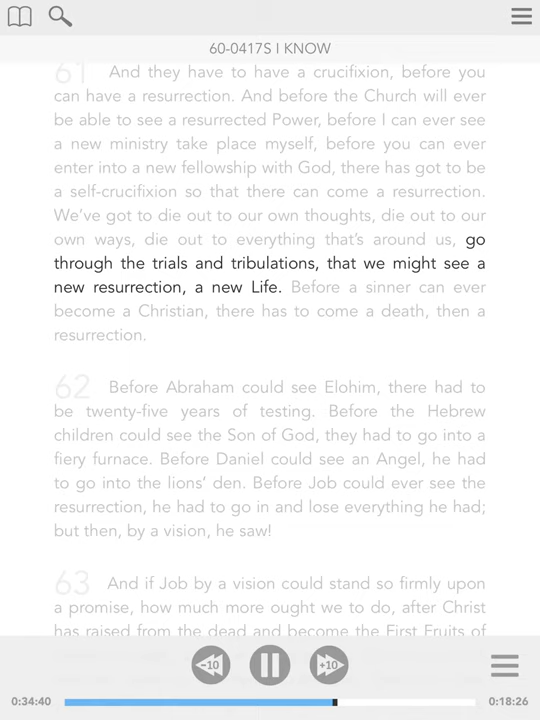 60-0417S I KNOW
61 And they have to have a crucifixion, before you
can have a resurrection. And before the Church will ever
be able to see a resurrected Power, before I can ever see
a new ministry take place myself, before you can ever
enter into a new fellowship with God, there has got to be
a self-crucifixion so that there can come a resurrection.
We’ve got to die out to our own thoughts, die out to our
own ways, die out to everything that’s around us, go
through the trials and tribulations, that we might see a
new resurrection, a new Life. Before a sinner can ever
become a Christian, there has to come a death, then a
resurrection.
62 Before Abraham could see Elohim, there had to
be twenty-five years of testing. Before the Hebrew
children could see the Son of God, they had to go into a
fiery furnace. Before Daniel could see an Angel, he had
to go into the lions’ den. Before Job could ever see the
resurrection, he had to go in and lose everything he had;
but then, by a vision, he saw!
63 And if Job by a vision could stand so firmly upon
a promise, how much more ought we to do, after Christ
has raised from the dead and become the First Fruits of
-10 +10
0:34:40 0:18:26